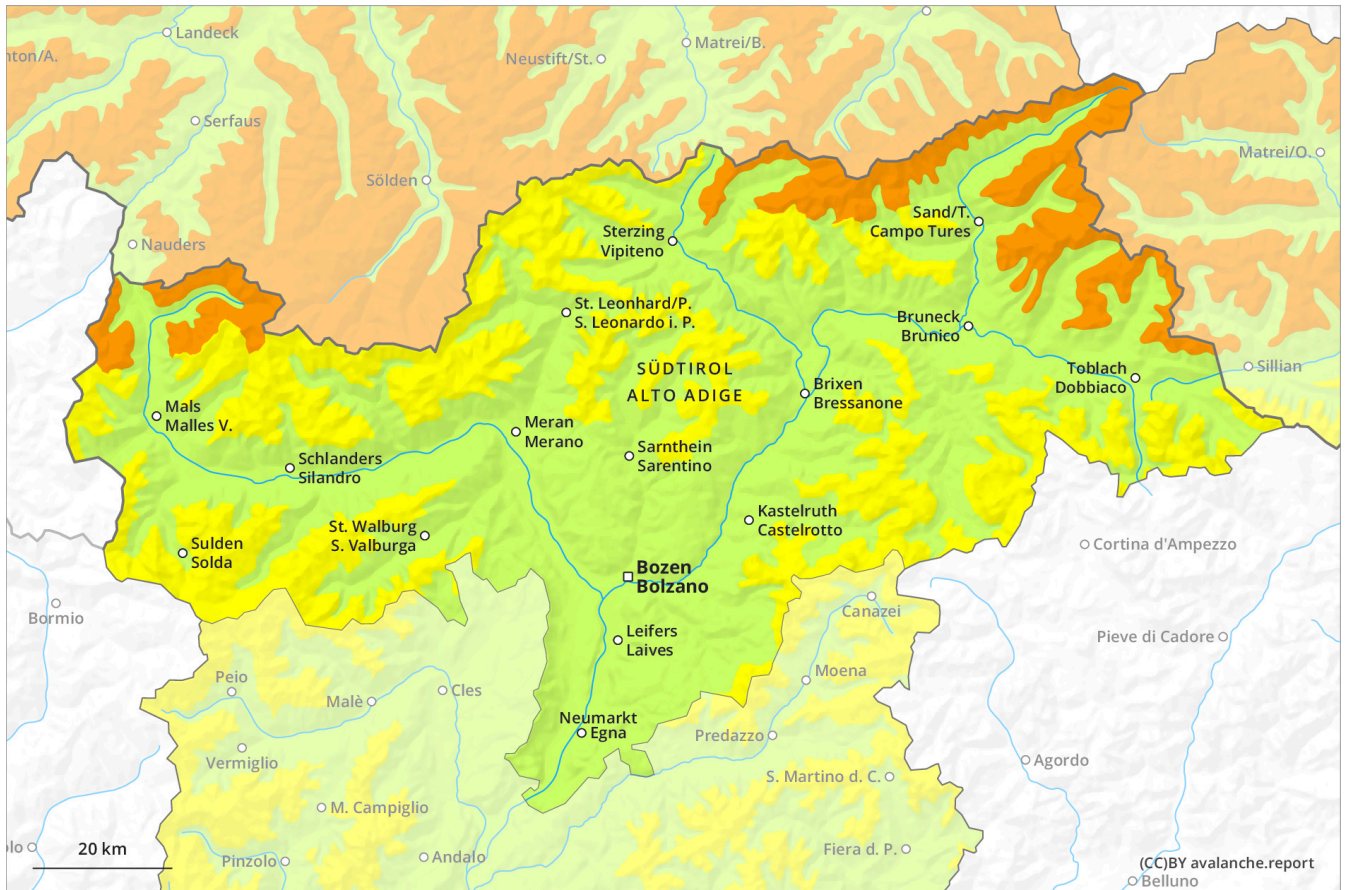 Landeck
nton/A.
Neustift/St.
Matrei/B.
Serfaus
Sölden
Matrei/O.
Nauders
Sand/T.
Campo Tures
Sterzing
Vipiteno
St. Leonhard/P.
S. Leonardo i. P.
Bruneck
Brunico
SÜDTIROL
ALTO ADIGE
Toblach
Dobbiaco
Sillian
Brixen
Bressanone
Mals
Malles V.
Meran
Merano
Schlanders
Silandro
Sarnthein
Sarentino
St. Walburg
S. Valburga
Kastelruth
Castelrotto
Sulden
Solda
Cortina d'Ampezzo
Bozen
Bolzano
Bormio
Canazei
Leifers
Laives
Pieve di Cadore
Peio
Moena
Malè
Cles
Neumarkt
Egna
Predazzo
Vermiglio
Agordo
S. Martino d. C.
M. Campiglio
olo
20 km
Pinzolo
Andalo
Fiera d. P.
(CC)BY avalanche.report
Belluno